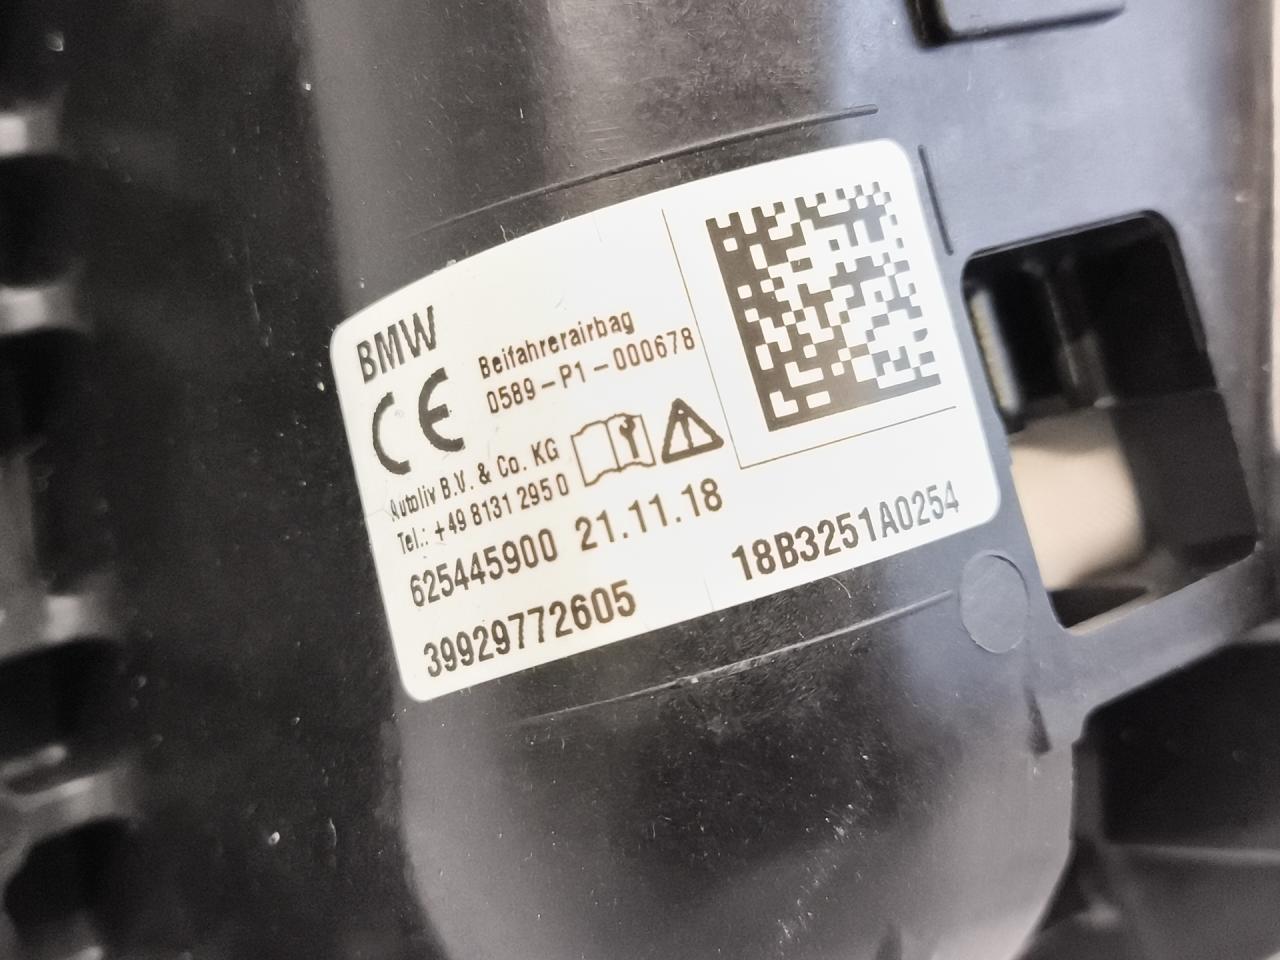 BMW
CE
Beifahrerairbag
0589-P1-000678
Autoliv B.V. & Co. KG
Tel.: +49 8131 295 0
625445900 21.11.18
39929772605
18B3251A0254